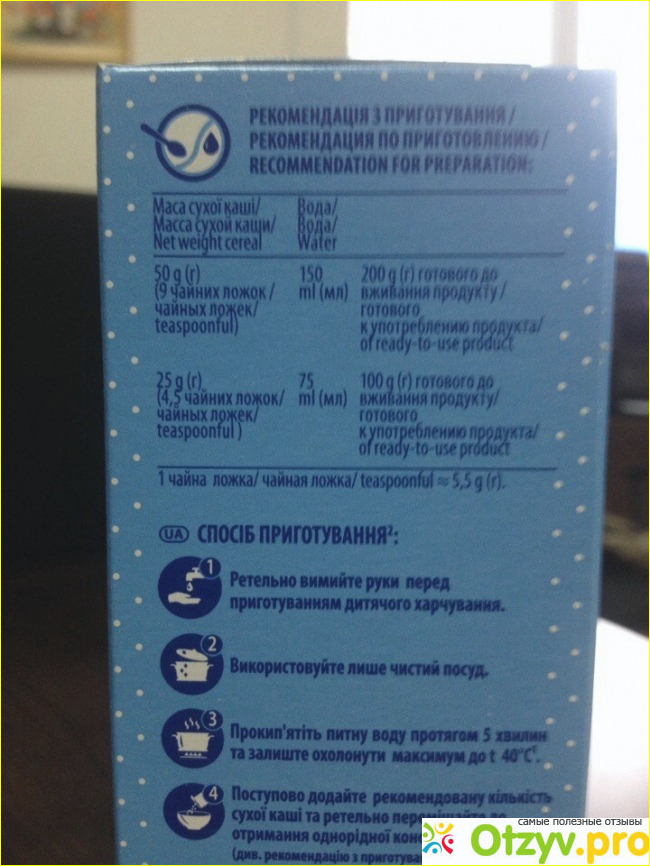 РЕКОМЕНДАЦІЯ З ПРИГОТУВАННЯ /
РЕКОМЕНДАЦИЯ ПО ПРИГОТОВЛЕНИЮ /
RECOMMENDATION FOR PREPARATION:
Маса сухої каші/
Масса сухой кащи/
Net weight cereal
Вода/
Вода/
Water
50 g (г)
(9 чайних ложок /
чайных ложек/
teaspoonful)
150
ml (мл)
200 g (г) готового до
вживання продукту /
готового
к употреблению продукта/
of ready-to-use product
25 g (г)
(4,5 чайних ложок/
чайных ложек/
teaspoonful )
75
ml (мл)
100 g (г) готового до
вживання продукту/
готового
к употреблению продукта/
of ready-to-use product
1 чайна ложка/ чайная ложка/ teaspoonful ≈ 5,5 g (г).
UA СПОСІБ ПРИГОТУВАННЯ²:
1
Ретельно вимийте руки перед
приготуванням дитячого харчування.
2
Використовуйте лише чистий посуд.
3
Прокип'ятіть питну воду протягом 5 хвилин
та залиште охолонути максимум до t 40°C¹.
4
Поступово додайте рекомендовану кількість
сухої каші та ретельно перемішайте до
отримання однорідної
(див. рекомендацію з
самые полезные отзывы
Otzyv.pro